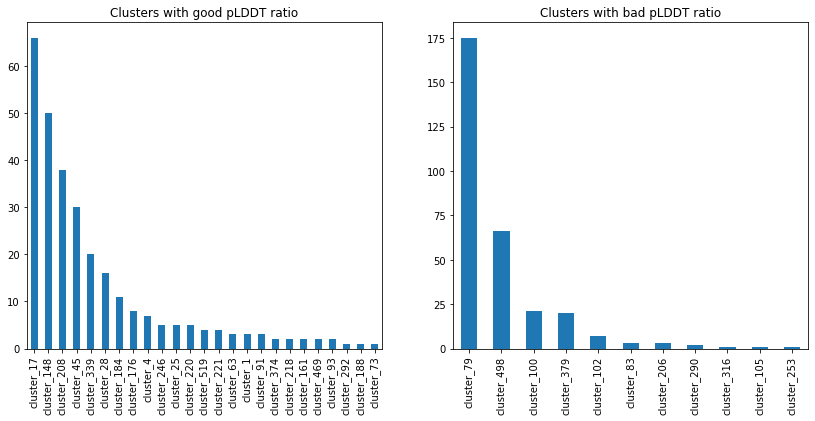 Clusters with good pLDDT ratio
60
50
40
30
20
10
0
cluster_17
cluster_148
cluster_208
cluster_45
cluster_339
cluster_28
cluster_184
cluster_176
cluster_4
cluster_246
cluster_25
cluster_220
cluster_519
cluster_221
cluster_63
cluster_1
cluster_91
cluster_374
cluster_218
cluster_161
cluster_469
cluster_93
cluster_292
cluster_188
cluster_73
Clusters with bad pLDDT ratio
175
150
125
100
75
50
25
0
cluster_79
cluster_498
cluster_100
cluster_379
cluster_102
cluster_83
cluster_206
cluster_290
cluster_316
cluster_105
cluster_253